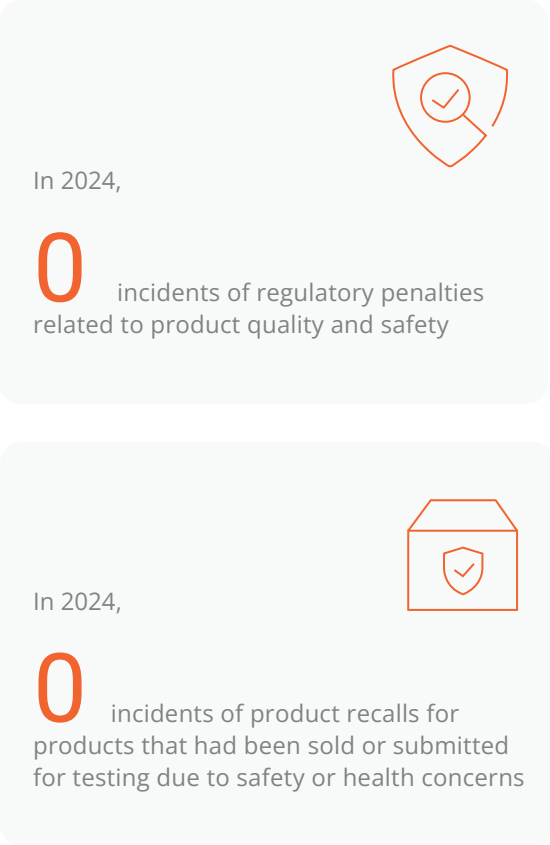 In 2024,
0 incidents of regulatory penalties
related to product quality and safety
In 2024,
0 incidents of product recalls for
products that had been sold or submitted
for testing due to safety or health concerns